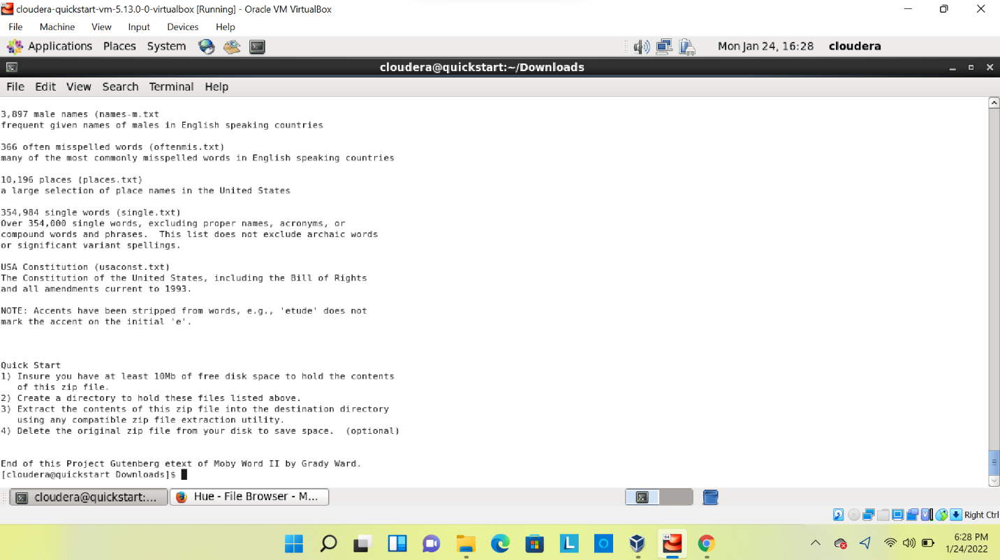 cloudera-quickstart-vm-5.13.0-0-virtualbox [Running] - Oracle VM VirtualBox
File Machine View Input Devices Help
Applications Places System Mon Jan 24, 16:28 cloudera
cloudera@quickstart:~/Downloads
File Edit View Search Terminal Help
3,897 male names (names-m.txt
frequent given names of males in English speaking countries
366 often misspelled words (oftenmis.txt)
many of the most commonly misspelled words in English speaking countries
10,196 places (places.txt)
a large selection of place names in the United States
354,984 single words (single.txt)
Over 354,000 single words, excluding proper names, acronyms, or
compound words and phrases.  This list does not exclude archaic words
or significant variant spellings.
USA Constitution (usaconst.txt)
The Constitution of the United States, including the Bill of Rights
and all amendments current to 1993.
NOTE: Accents have been stripped from words, e.g., 'etude' does not
mark the accent on the initial 'e'.
Quick Start
1) Insure you have at least 10Mb of free disk space to hold the contents
of this zip file.
2) Create a directory to hold these files listed above.
3) Extract the contents of this zip file into the destination directory
using any compatible zip file extraction utility.
4) Delete the original zip file from your disk to save space.  (optional)
End of this Project Gutenberg etext of Moby Word II by Grady Ward.
[cloudera@quickstart Downloads]$
cloudera@quickstart:... Hue - File Browser - M...
Right Ctrl
6:28 PM
1/24/2022